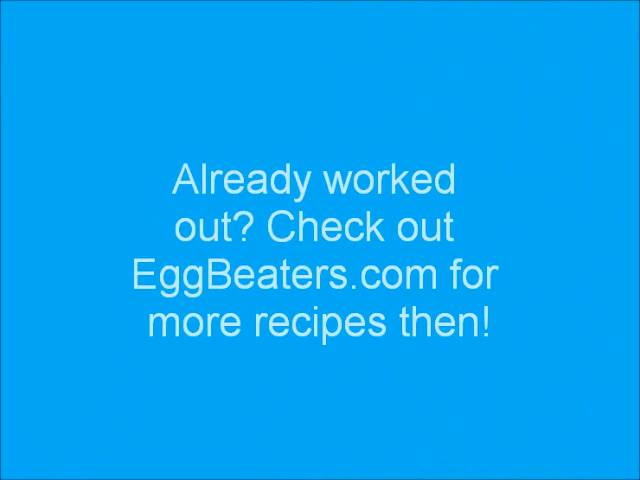 Already worked
out? Check out
EggBeaters.com for
more recipes then!